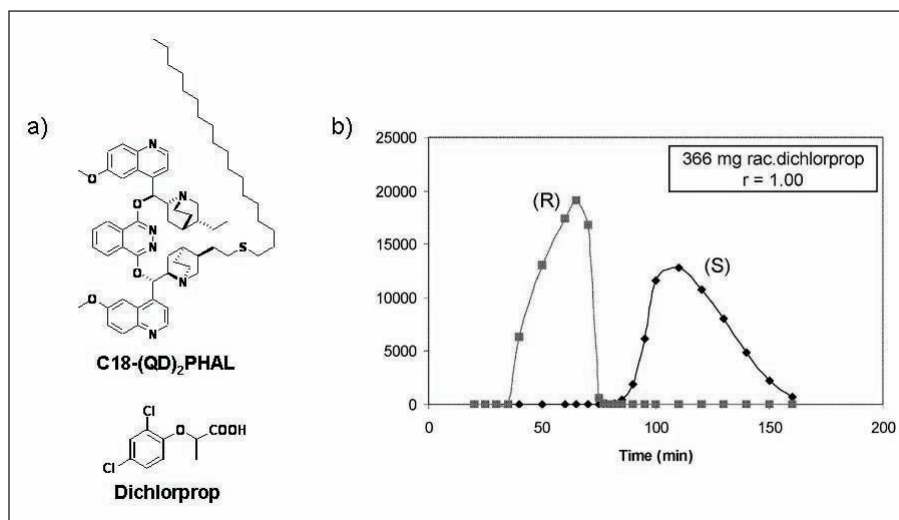 a)
N
O
N
O
N
N
S
O
N
O
N
C18-(QD)₂PHAL
Cl
O
COOH
Cl
Dichlorprop
b)
25000
20000
15000
10000
5000
0
366 mg rac.dichlorprop
r = 1.00
(R)
(S)
0 50 100 150 200
Time (min)